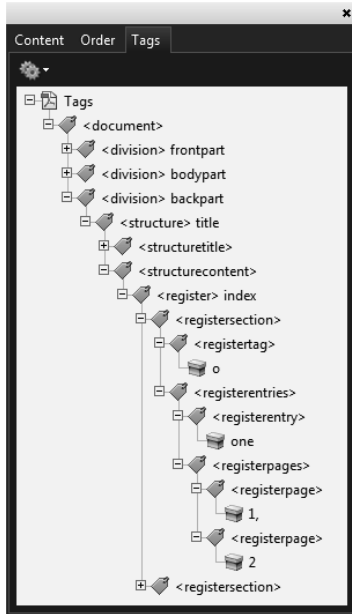 Content Order Tags
Tags
<document>
<division> frontpart
<division> bodypart
<division> backpart
<structure> title
<structuretitle>
<structurecontent>
<register> index
<registersection>
<registertag>
o
<registerentries>
<registerentry>
one
<registerpages>
<registerpage>
1,
<registerpage>
2
<registersection>